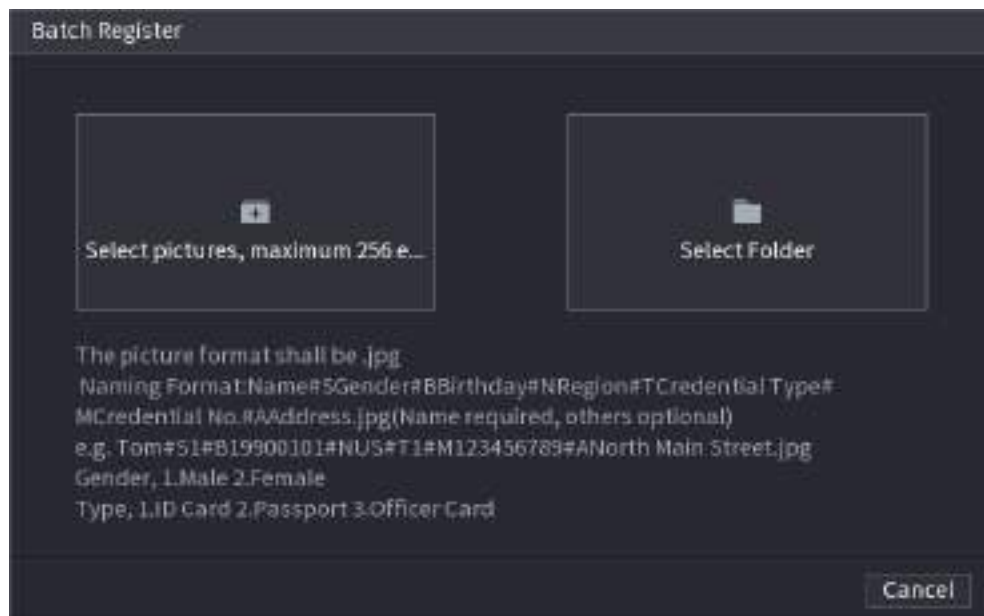 Batch Register
Select pictures, maximum 256 e...
Select Folder
The picture format shall be .jpg
Naming Format:Name#SGender#BBirthday#NRegion#TCredential Type#
MCredential No.#AAddress.jpg(Name required, others optional)
e.g. Tom#S1#B19900101#NUS#T1#M123456789#ANorth Main Street.jpg
Gender, 1.Male 2.Female
Type, 1.ID Card 2.Passport 3.Officer Card
Cancel